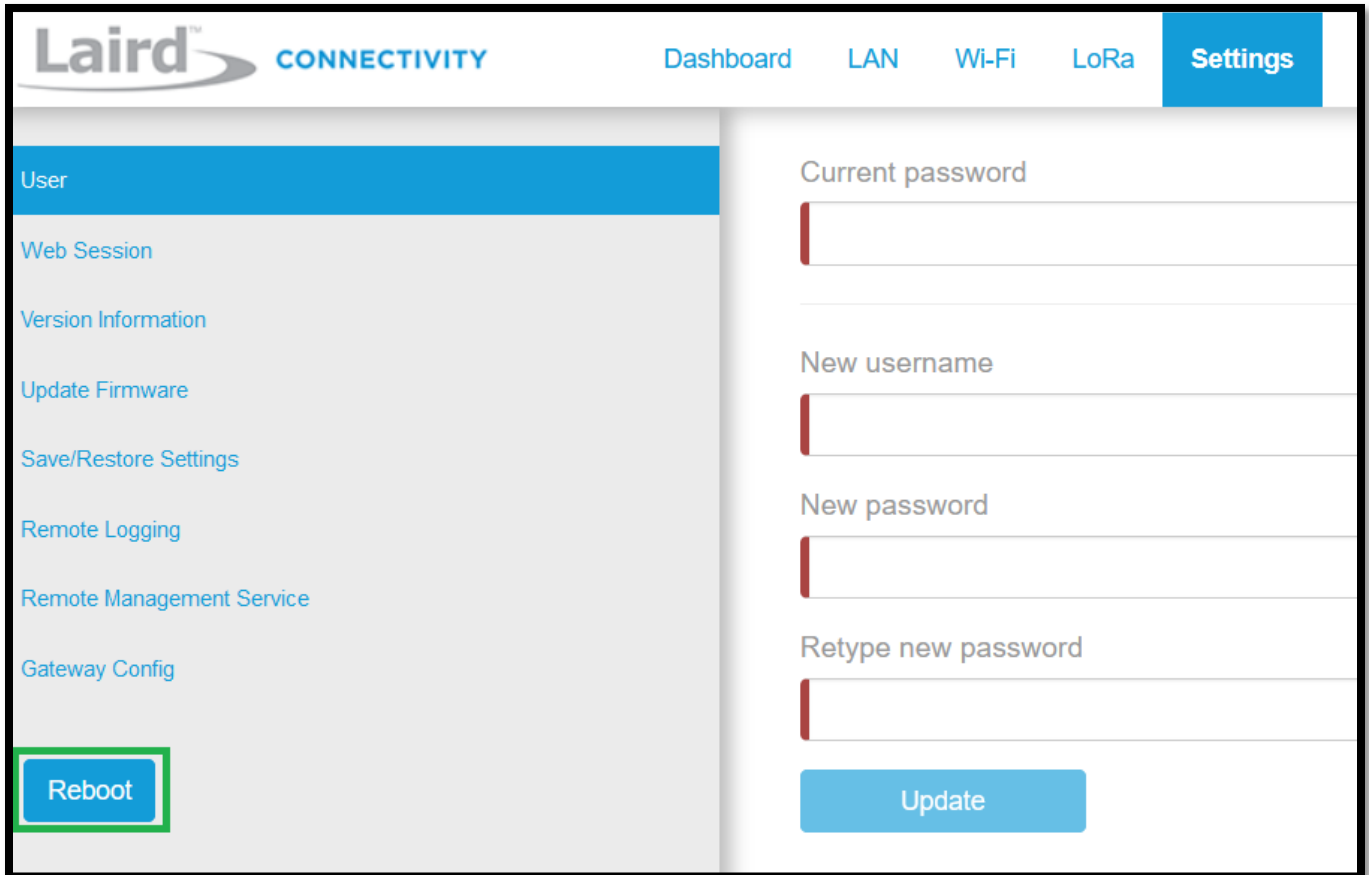 Laird™ CONNECTIVITY
Dashboard LAN Wi-Fi LoRa Settings
User
Web Session
Version Information
Update Firmware
Save/Restore Settings
Remote Logging
Remote Management Service
Gateway Config
Reboot
Current password
New username
New password
Retype new password
Update